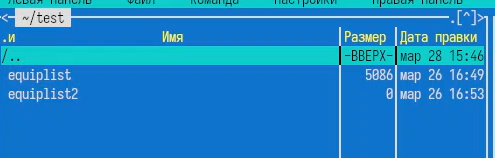 Левая панель Файл Команда Настройки Правая панель
<- ~/test .[^]>
.и Имя Размер Дата правки
/.. -ВВЕРХ- мар 28 15:46
equiplist 5086 мар 26 16:49
equiplist2 0 мар 26 16:53